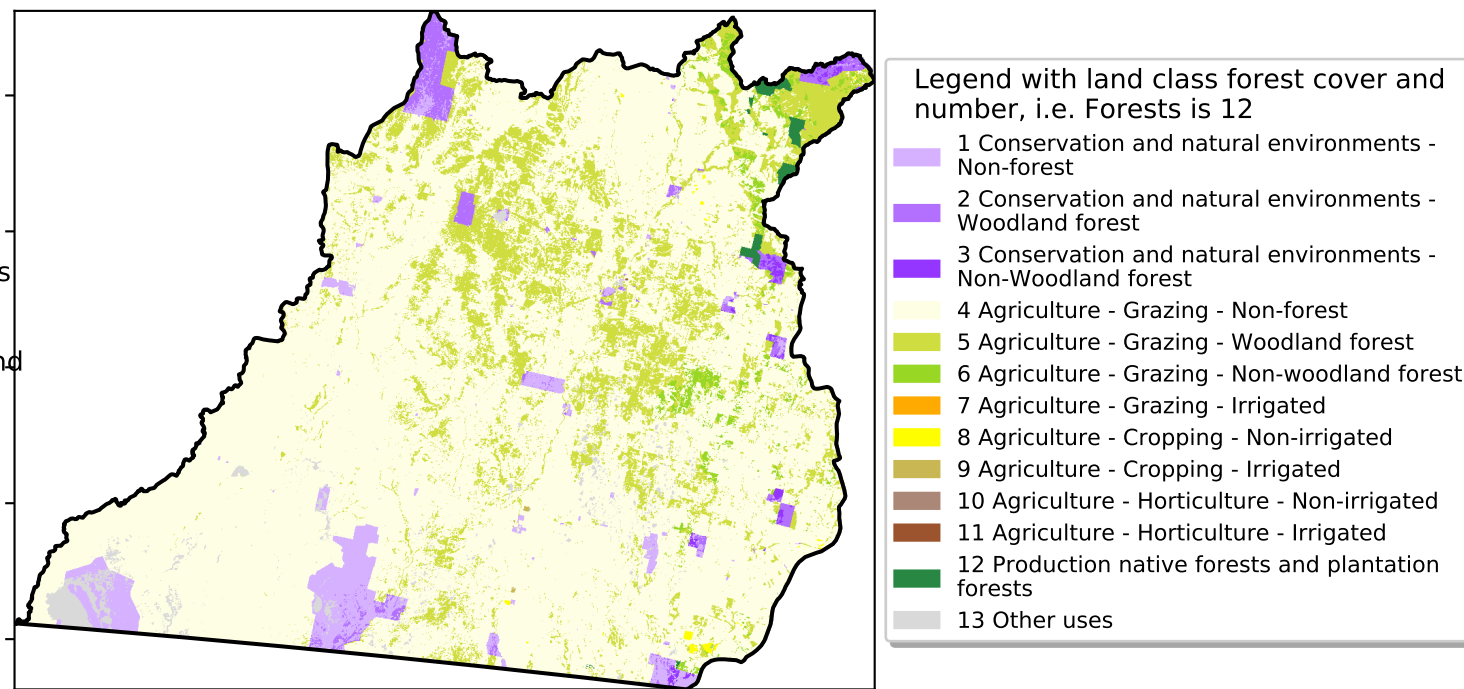 Legend with land class forest cover and
number, i.e. Forests is 12
1 Conservation and natural environments -
Non-forest
2 Conservation and natural environments -
Woodland forest
3 Conservation and natural environments -
Non-Woodland forest
4 Agriculture - Grazing - Non-forest
5 Agriculture - Grazing - Woodland forest
6 Agriculture - Grazing - Non-woodland forest
7 Agriculture - Grazing - Irrigated
8 Agriculture - Cropping - Non-irrigated
9 Agriculture - Cropping - Irrigated
10 Agriculture - Horticulture - Non-irrigated
11 Agriculture - Horticulture - Irrigated
12 Production native forests and plantation
forests
13 Other uses